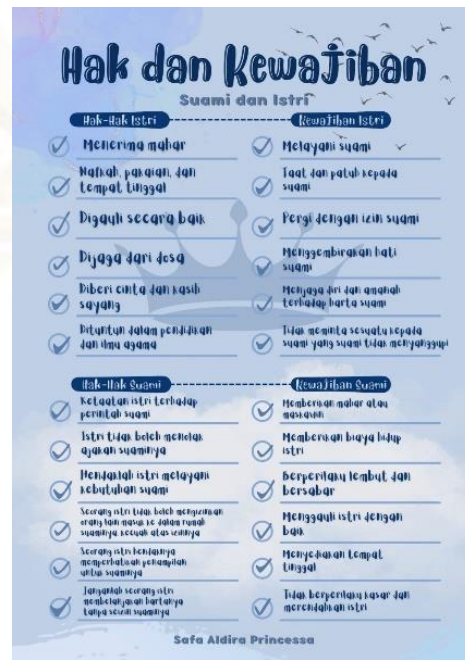 Hak dan Kewajiban
Suami dan Istri
Hak-Hak Istri
Menerima mahar
Nafkah, pakaian, dan
tempat tinggal
Digauli secara baik
Dijaga dari dosa
Diberi cinta dan kasih
sayang
Dituntun dalam pendidikan
dan ilmu agama
Kewajiban Istri
Melayani suami
Taat dan patuh kepada
suami
Pergi dengan izin suami
Menggembirakan hati
suami
Menjaga diri dan amanah
terhadap harta suami
Tidak meminta sesuatu kepada
suami yang suami tidak menyanggupi
Hak-Hak Suami
Ketaatan istri terhadap
perintah suami
Istri tidak boleh menolak
ajakan suaminya
Hendaklah istri melayani
kebutuhan suami
Seorang istri tidak boleh mengizinkan
orang lain masuk ke dalam rumah
suaminya, kecuali atas izinnya
Seorang istri hendaknya
memperhatikan penampilan
untuk suaminya
Janganlah seorang istri
membelanjakan hartanya
tanpa seizin suaminya
Kewajiban Suami
Memberikan mahar atau
maskawin
Memberikan biaya hidup
istri
Berperilaku lembut dan
bersabar
Menggauli istri dengan
baik
Menyediakan tempat
tinggal
Tidak berperilaku kasar dan
merendahkan istri
Safa Aldira Princessa